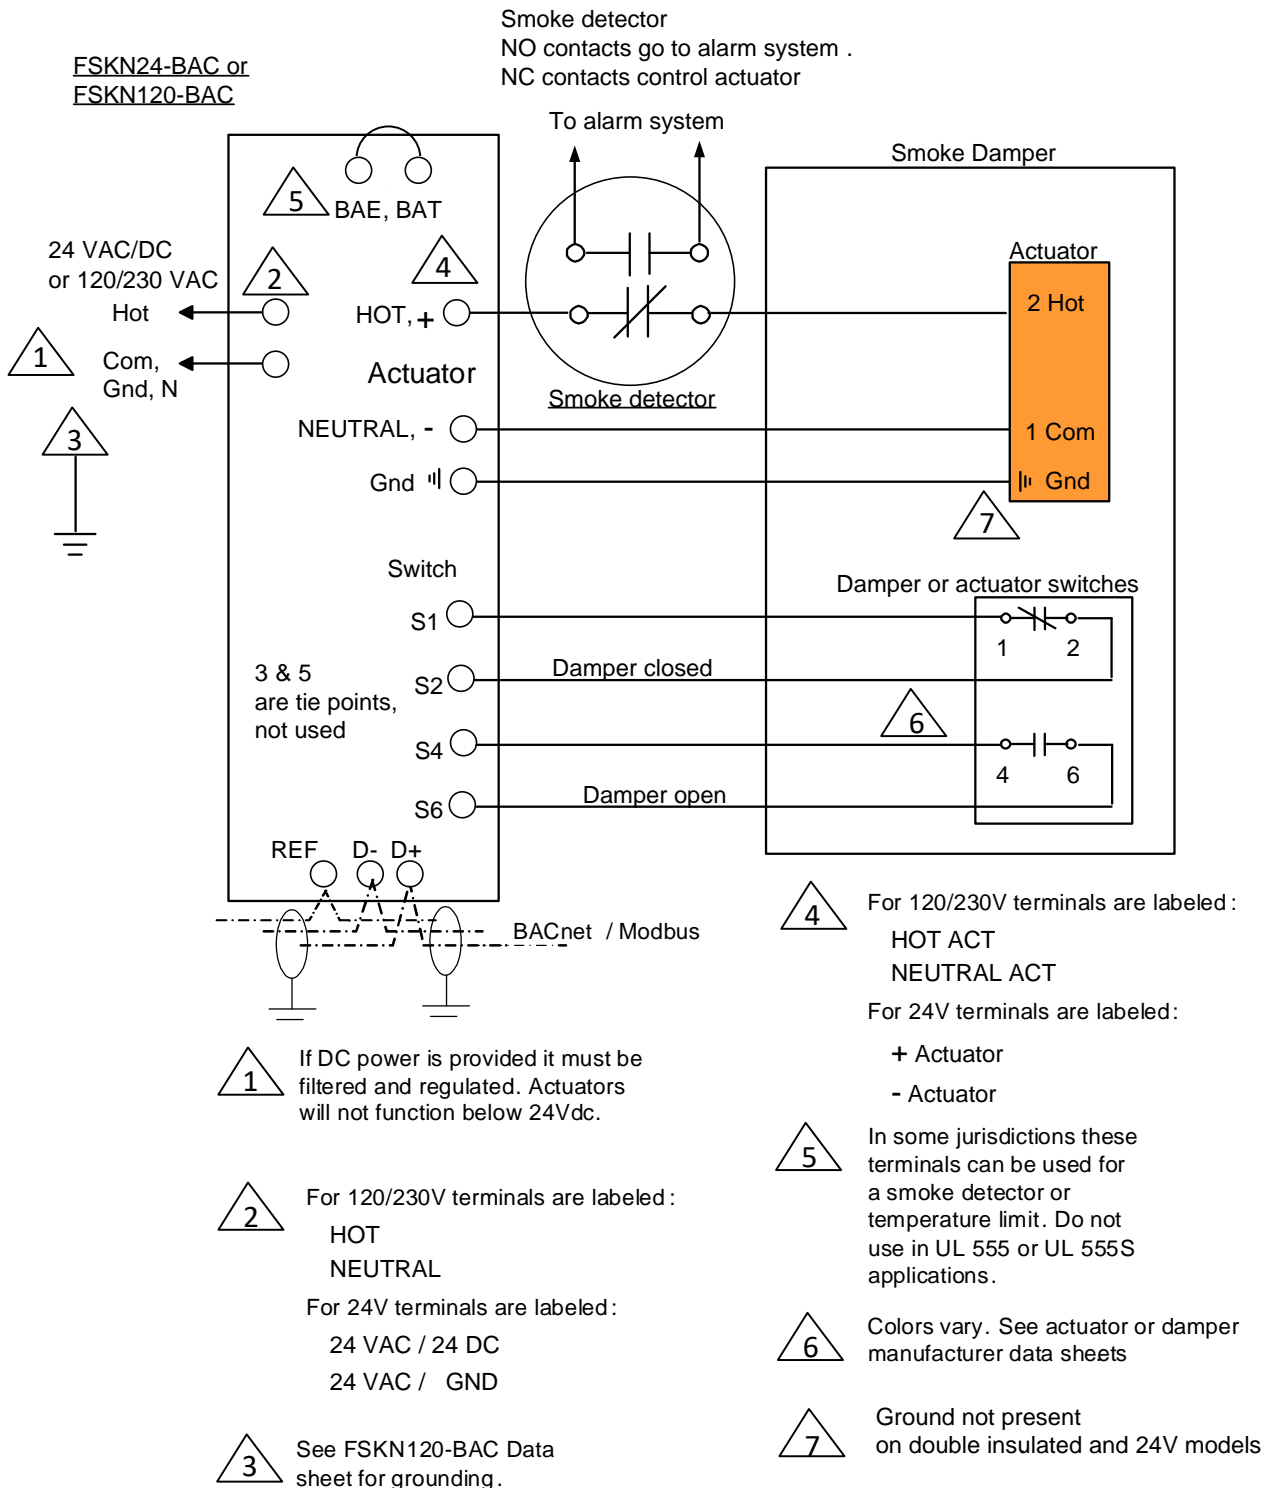 Smoke detector
NO contacts go to alarm system .
NC contacts control actuator
FSKN24-BAC or
FSKN120-BAC
To alarm system
Smoke Damper
5
BAE, BAT
24 VAC/DC
or 120/230 VAC
2
4
Actuator
Hot
HOT, +
2 Hot
1
Com,
Gnd, N
Actuator
Smoke detector
3
NEUTRAL, -
1 Com
Gnd
Gnd
7
Switch
Damper or actuator switches
S1
1 2
3 & 5
are tie points,
not used
S2
Damper closed
6
S4
4 6
S6
Damper open
REF D- D+
BACnet / Modbus
1
If DC power is provided it must be
filtered and regulated. Actuators
will not function below 24Vdc.
2
For 120/230V terminals are labeled :
HOT
NEUTRAL
For 24V terminals are labeled :
24 VAC / 24 DC
24 VAC / GND
3
See FSKN120-BAC Data
sheet for grounding .
4
For 120/230V terminals are labeled :
HOT ACT
NEUTRAL ACT
For 24V terminals are labeled :
+ Actuator
- Actuator
5
In some jurisdictions these
terminals can be used for
a smoke detector or
temperature limit. Do not
use in UL 555 or UL 555S
applications.
6
Colors vary. See actuator or damper
manufacturer data sheets
7
Ground not present
on double insulated and 24V models